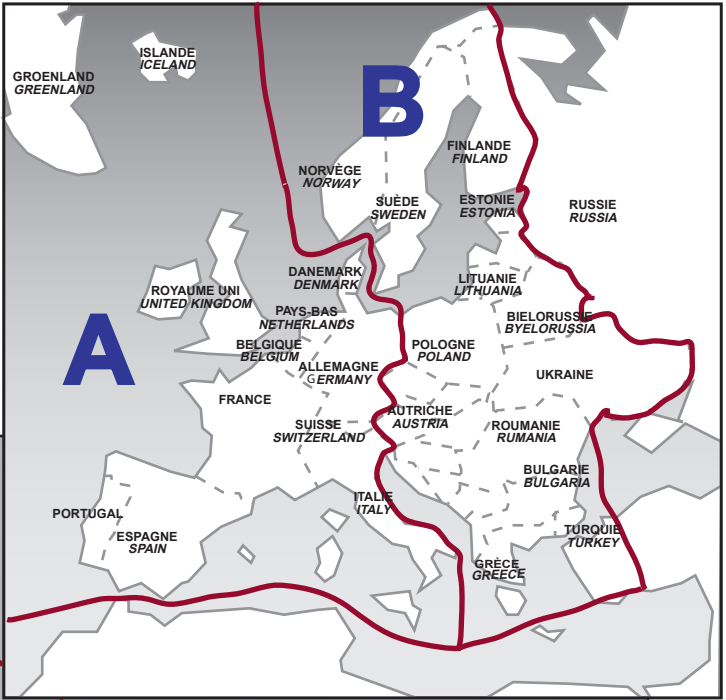 ISLANDE
ICELAND
GROENLAND
GREENLAND
B
FINLANDE
FINLAND
NORVÈGE
NORWAY
SUÈDE
SWEDEN
ESTONIE
ESTONIA
RUSSIE
RUSSIA
DANEMARK
DENMARK
LITUANIE
LITHUANIA
ROYAUME UNI
UNITED KINGDOM
PAYS-BAS
NETHERLANDS
BIELORUSSIE
BYELORUSSIA
A
BELGIQUE
BELGIUM
POLOGNE
POLAND
ALLEMAGNE
GERMANY
UKRAINE
FRANCE
AUTRICHE
AUSTRIA
SUISSE
SWITZERLAND
ROUMANIE
RUMANIA
BULGARIE
BULGARIA
ITALIE
ITALY
PORTUGAL
ESPAGNE
SPAIN
TURQUIE
TURKEY
GRÈCE
GREECE